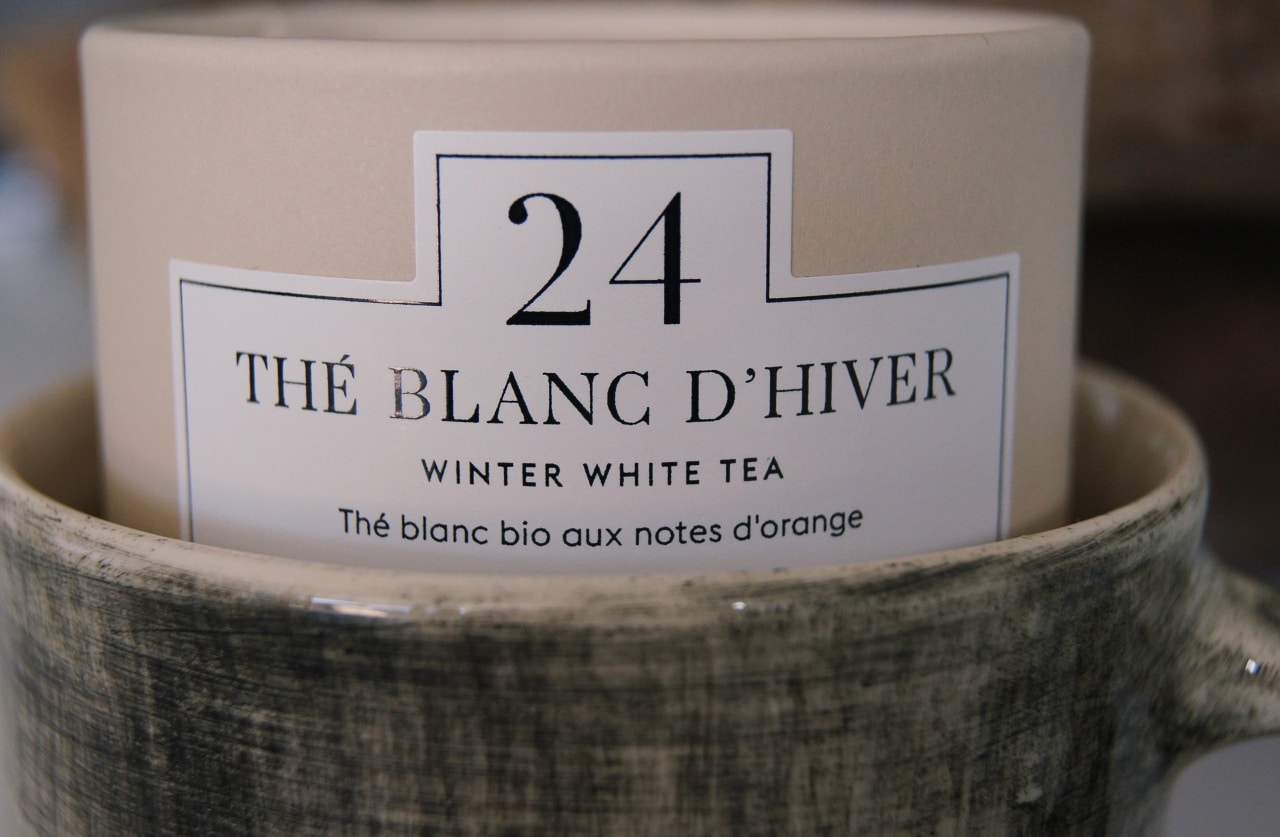 24
THÉ BLANC D'HIVER
WINTER WHITE TEA
Thé blanc bio aux notes d'orange